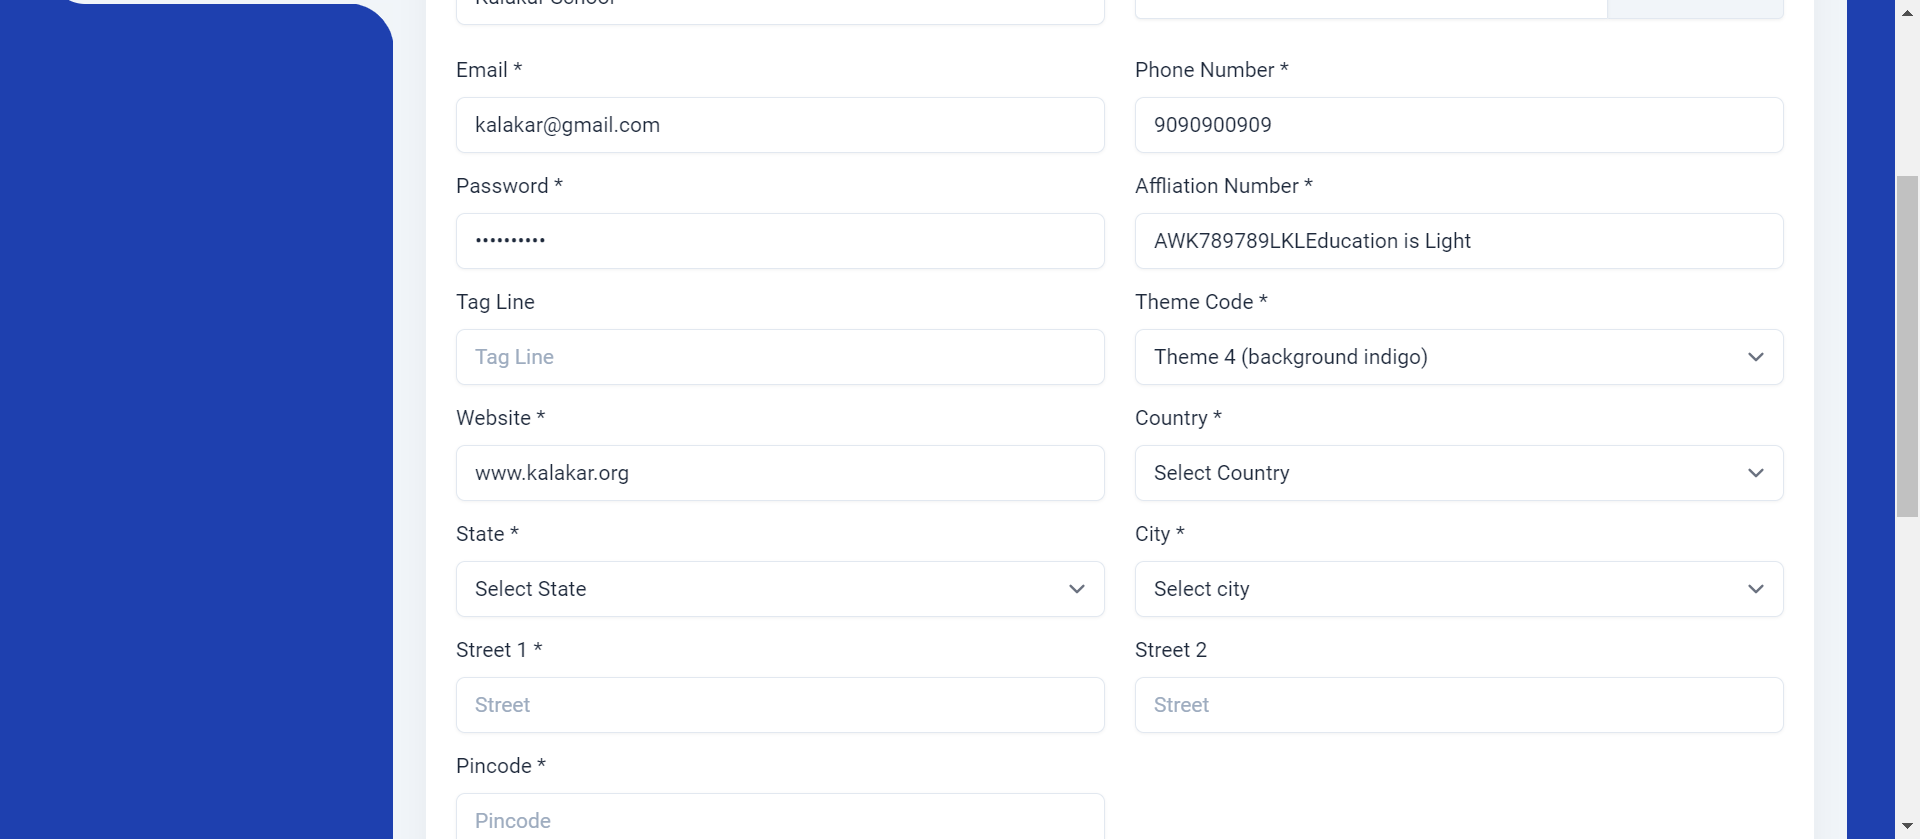 Kalakar School
Email *
Phone Number *
kalakar@gmail.com
9090900909
Password *
Affliation Number *
••••••••••
AWK789789LKLEducation is Light
Tag Line
Theme Code *
Tag Line
Theme 4 (background indigo)
Website *
Country *
www.kalakar.org
Select Country
State *
City *
Select State
Select city
Street 1 *
Street 2
Street
Street
Pincode *
Pincode